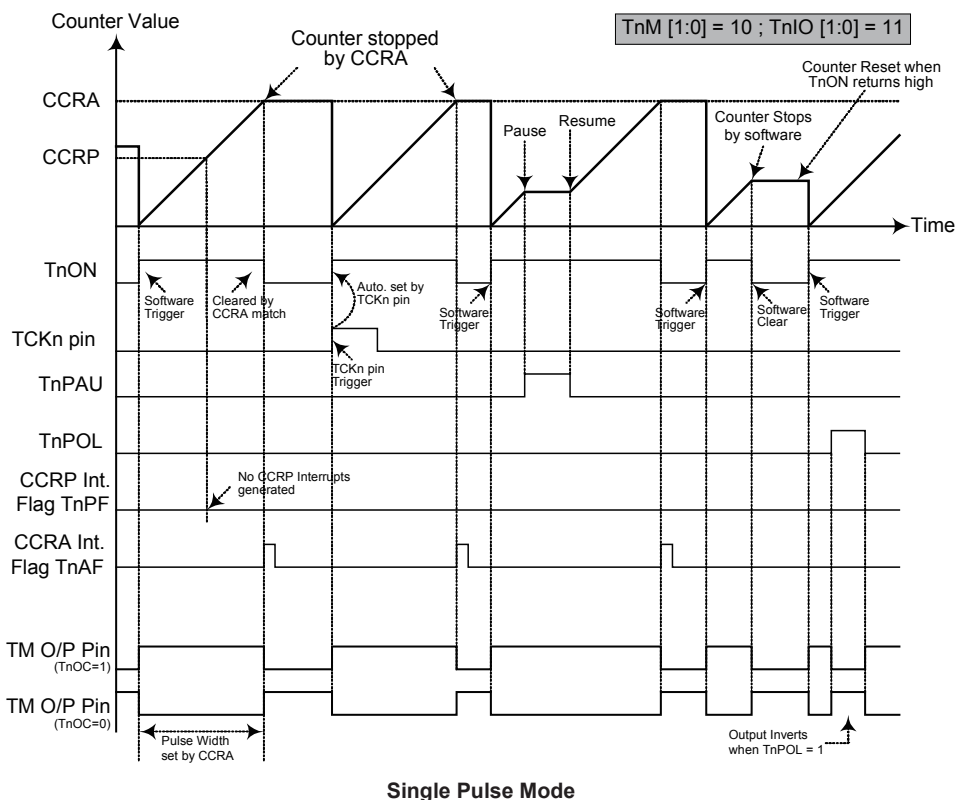 Counter Value
TnM [1:0] = 10 ; TnIO [1:0] = 11
Counter stopped
by CCRA
Counter Reset when
TnON returns high
CCRA
Pause
Resume
Counter Stops
by software
CCRP
Time
TnON
Software
Trigger
Cleared by
CCRA match
Auto. set by
TCKn pin
Software
Trigger
Software
Trigger
Software
Clear
Software
Trigger
TCKn pin
TCKn pin
Trigger
TnPAU
TnPOL
CCRP Int.
Flag TnPF
No CCRP Interrupts
generated
CCRA Int.
Flag TnAF
TM O/P Pin
(TnOC=1)
TM O/P Pin
(TnOC=0)
Pulse Width
set by CCRA
Output Inverts
when TnPOL = 1
Single Pulse Mode